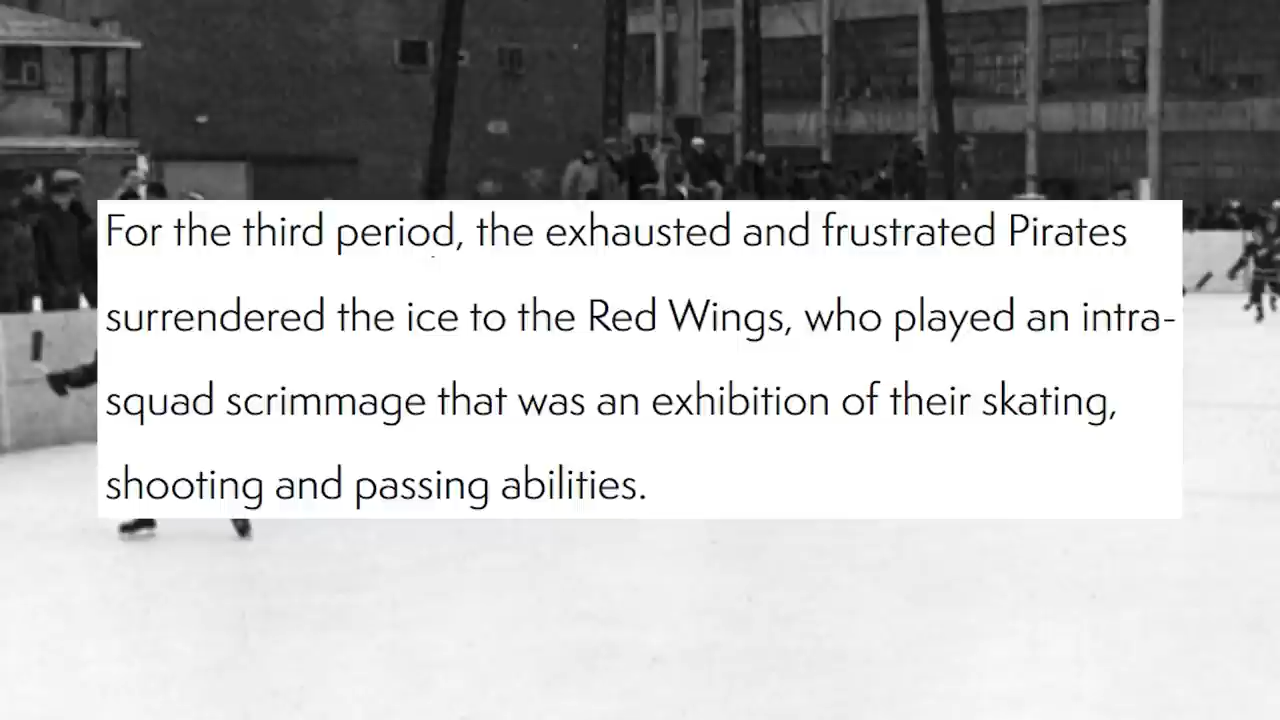 For the third period, the exhausted and frustrated Pirates
surrendered the ice to the Red Wings, who played an intra-
squad scrimmage that was an exhibition of their skating,
shooting and passing abilities.